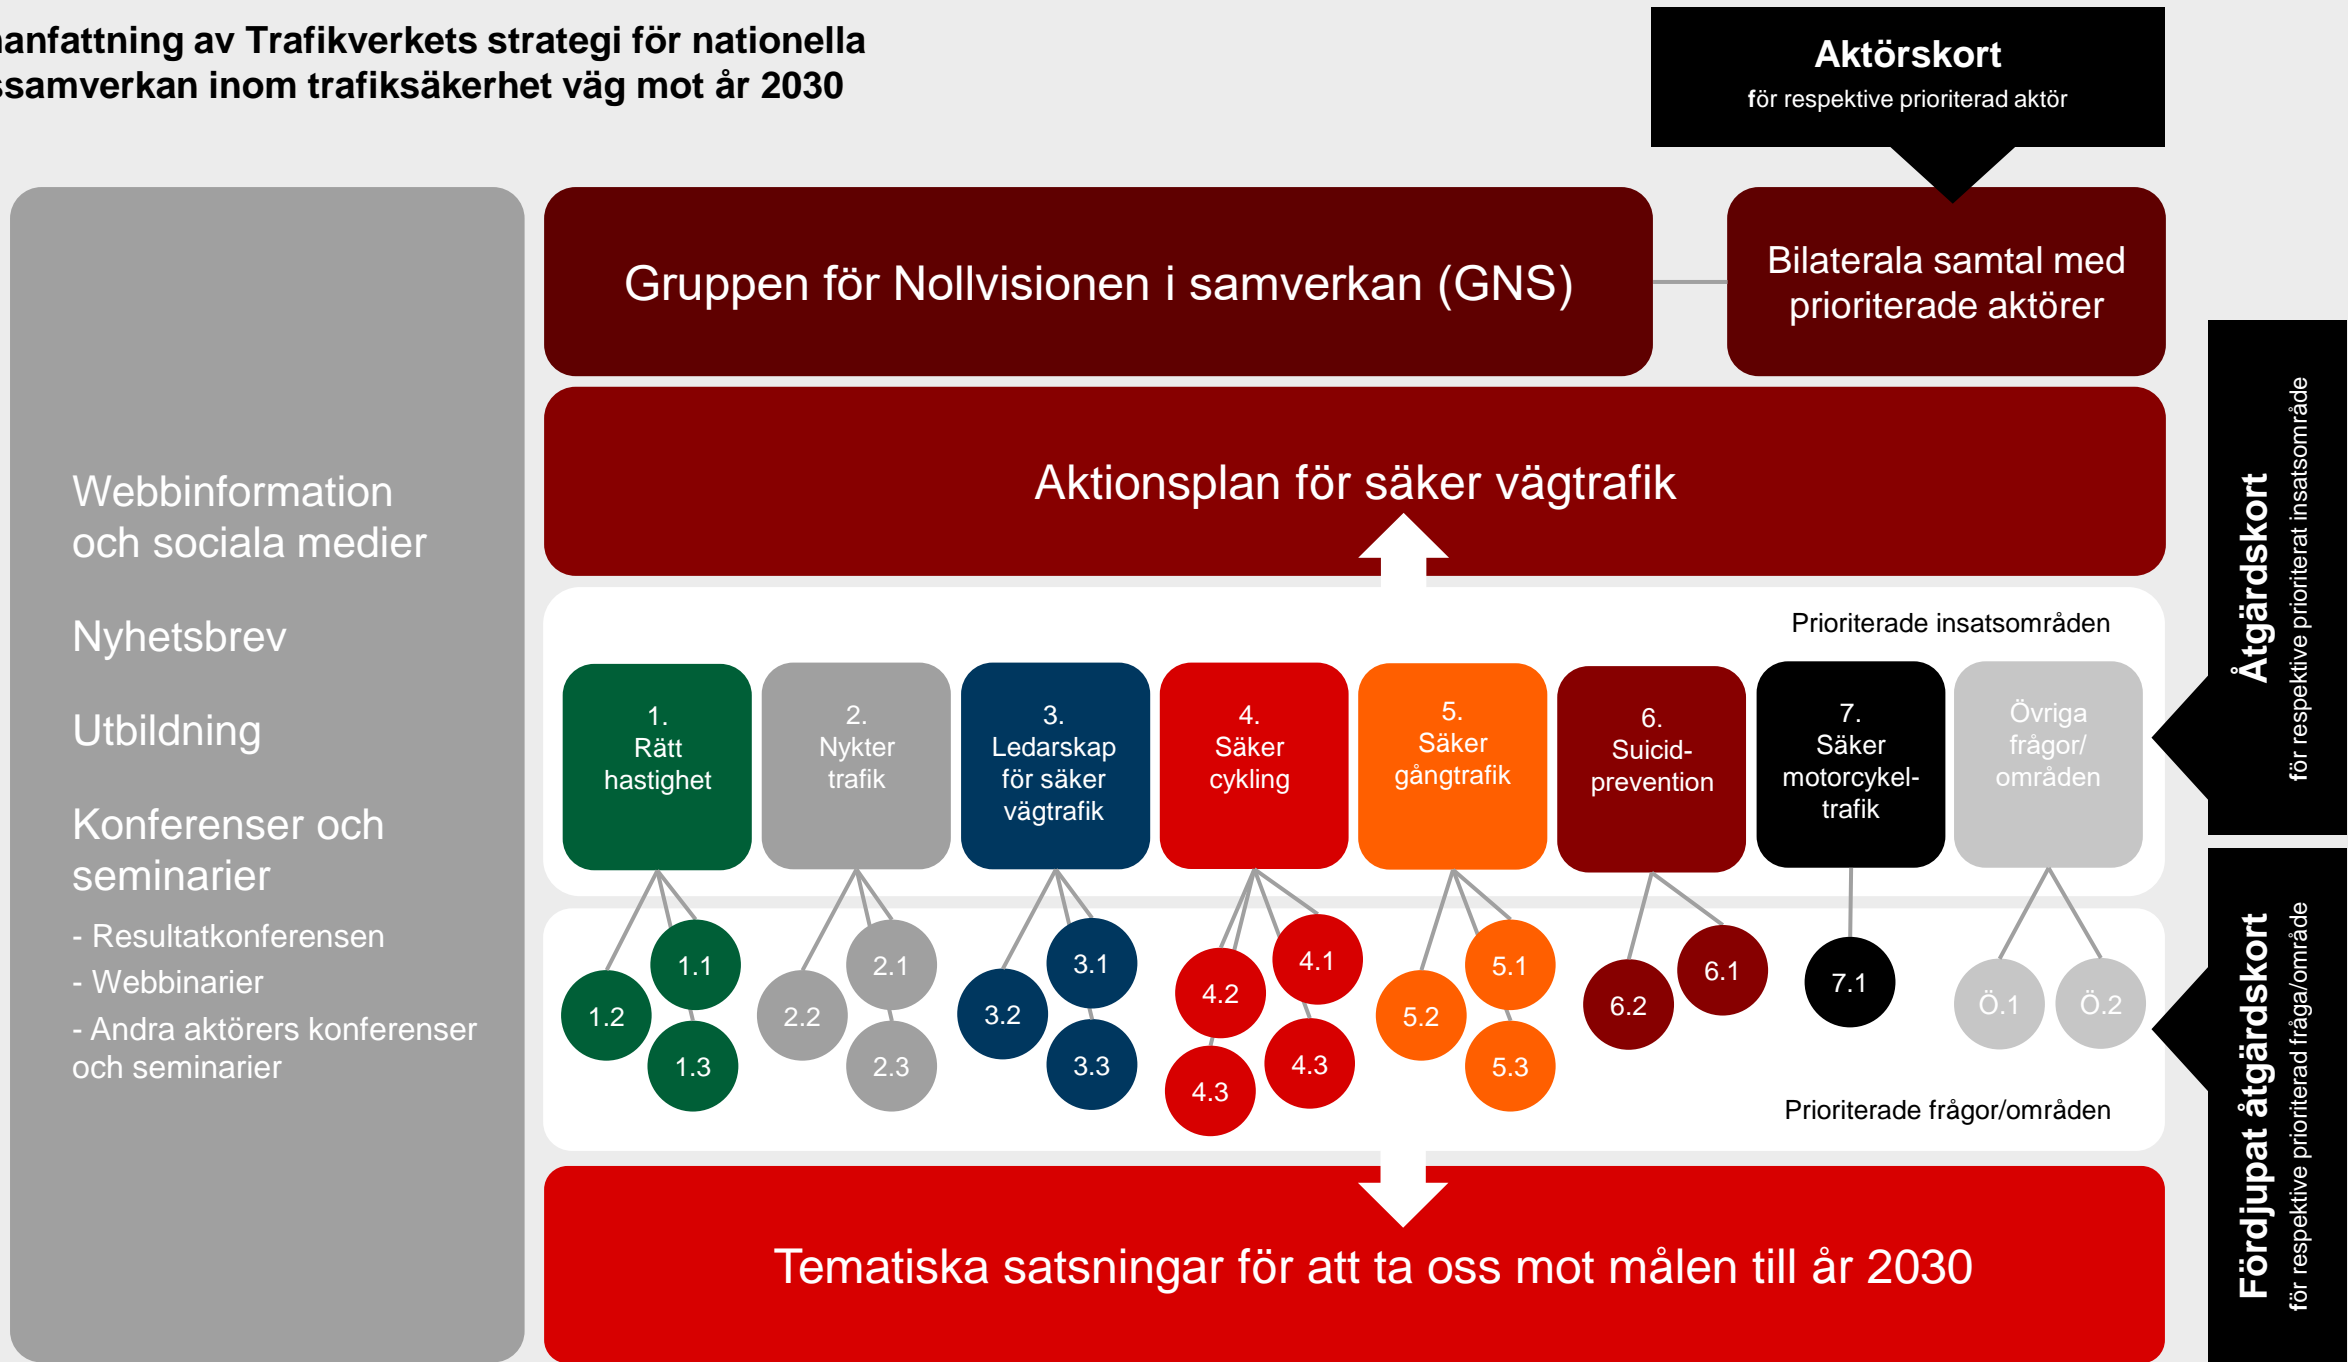 anfattning av Trafikverkets strategi för nationella
ssamverkan inom trafiksäkerhet väg mot år 2030
Aktörskort
för respektive prioriterad aktör
Webbinformation
och sociala medier
Nyhetsbrev
Utbildning
Konferenser och
seminarier
- Resultatkonferensen
- Webbinarier
- Andra aktörers konferenser
och seminarier
Gruppen för Nollvisionen i samverkan (GNS)
Bilaterala samtal med
prioriterade aktörer
Aktionsplan för säker vägtrafik
Prioriterade insatsområden
1.
Rätt
hastighet
2.
Nykter
trafik
3.
Ledarskap
för säker
vägtrafik
4.
Säker
cykling
5.
Säker
gångtrafik
6.
Suicid-
prevention
7.
Säker
motorcykel-
trafik
Övriga
frågor/
områden
1.1
1.2
1.3
2.1
2.2
2.3
3.1
3.2
3.3
4.1
4.2
4.3
4.3
5.1
5.2
5.3
6.1
6.2
7.1
Ö.1
Ö.2
Prioriterade frågor/områden
Tematiska satsningar för att ta oss mot målen till år 2030
Åtgärdskort
för respektive prioriterat insatsområde
Fördjupat åtgärdskort
för respektive prioriterad fråga/område